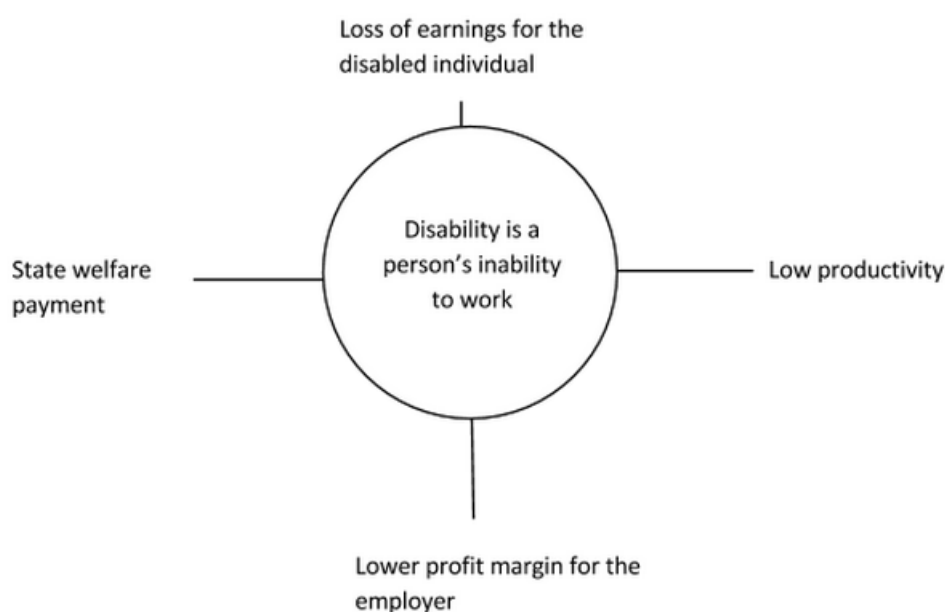 Loss of earnings for the
disabled individual
Disability is a
person's inability
to work
State welfare
payment
Low productivity
Lower profit margin for the
employer